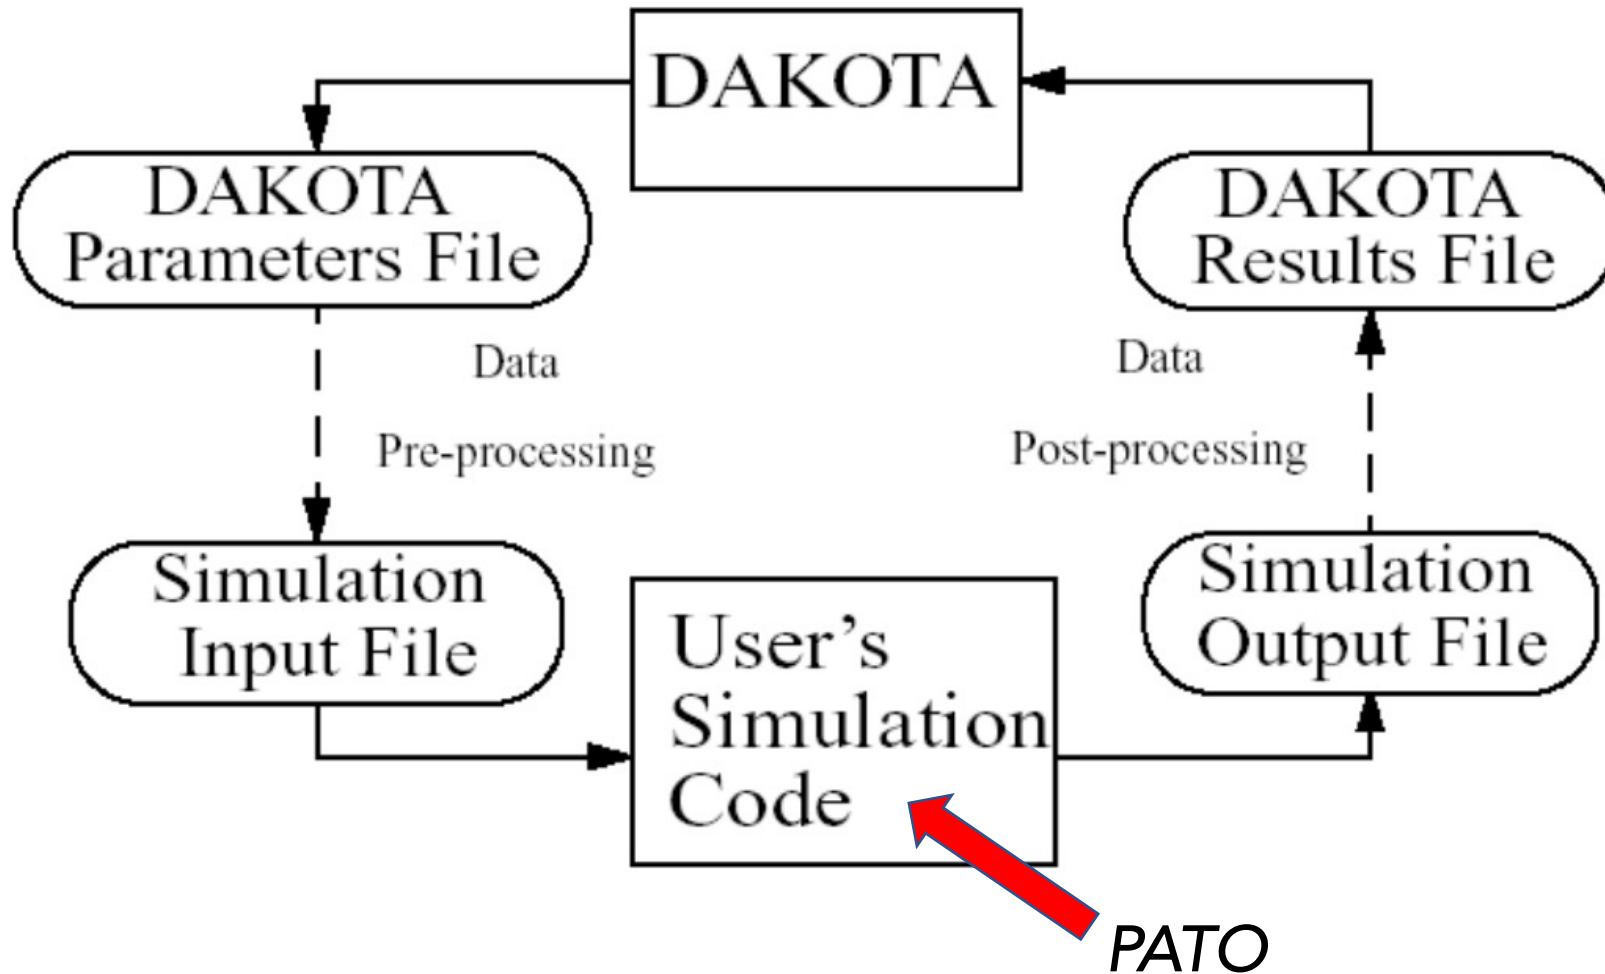 DAKOTA
DAKOTA
Parameters File
DAKOTA
Results File
Data
Pre-processing
Data
Post-processing
Simulation
Input File
User’s
Simulation
Code
Simulation
Output File
PATO